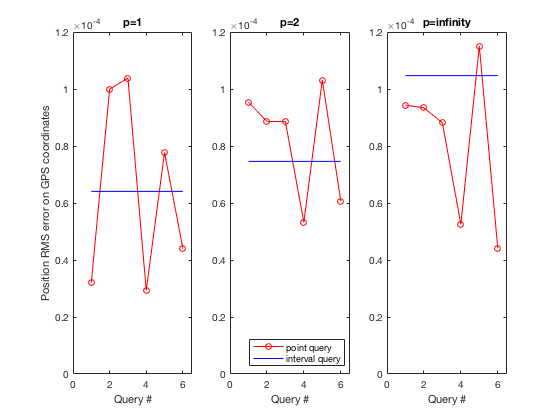 p=1
p=2
p=infinity
×10⁻⁴
×10⁻⁴
×10⁻⁴
Position RMS error on GPS coordinates
1.2
1
0.8
0.6
0.4
0.2
0
0 2 4 6
Query #
1.2
1
0.8
0.6
0.4
0.2
0
0 2 4 6
Query #
point query
interval query
1.2
1
0.8
0.6
0.4
0.2
0
0 2 4 6
Query #